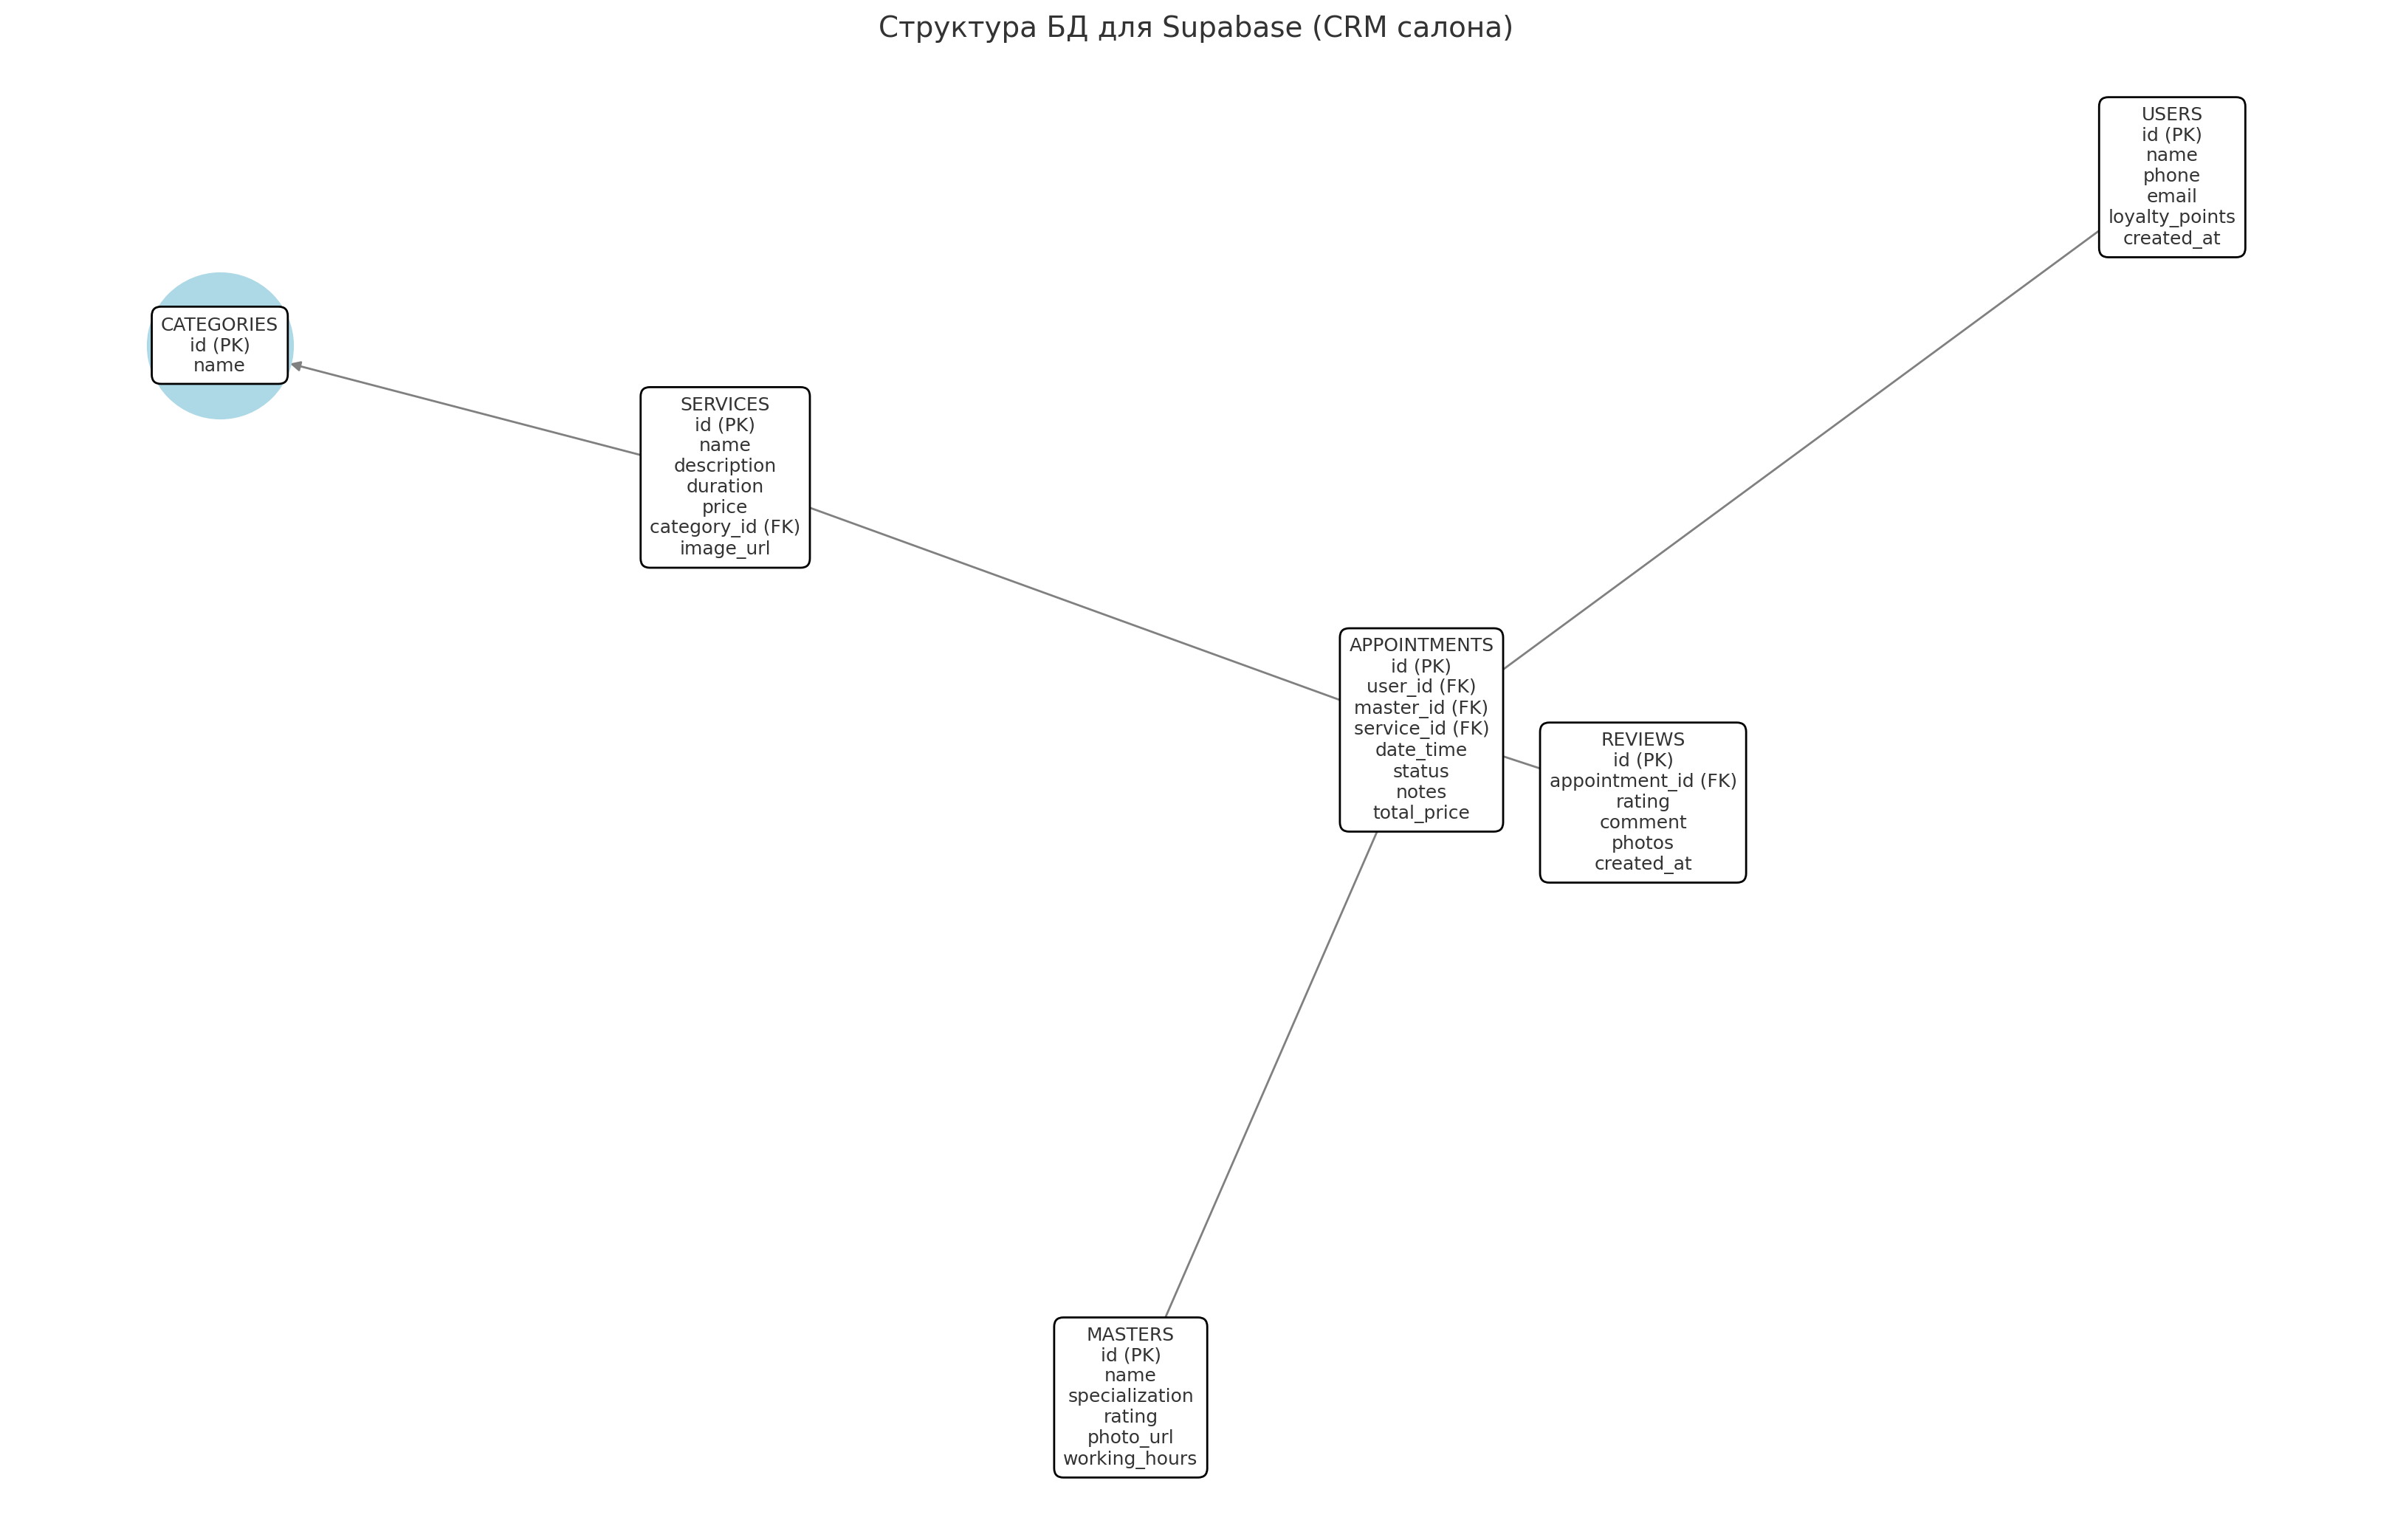 Структура БД для Supabase (CRM салона)
USERS
id (PK)
name
phone
email
loyalty_points
created_at
CATEGORIES
id (PK)
name
SERVICES
id (PK)
name
description
duration
price
category_id (FK)
image_url
APPOINTMENTS
id (PK)
user_id (FK)
master_id (FK)
service_id (FK)
date_time
status
notes
total_price
REVIEWS
id (PK)
appointment_id (FK)
rating
comment
photos
created_at
MASTERS
id (PK)
name
specialization
rating
photo_url
working_hours